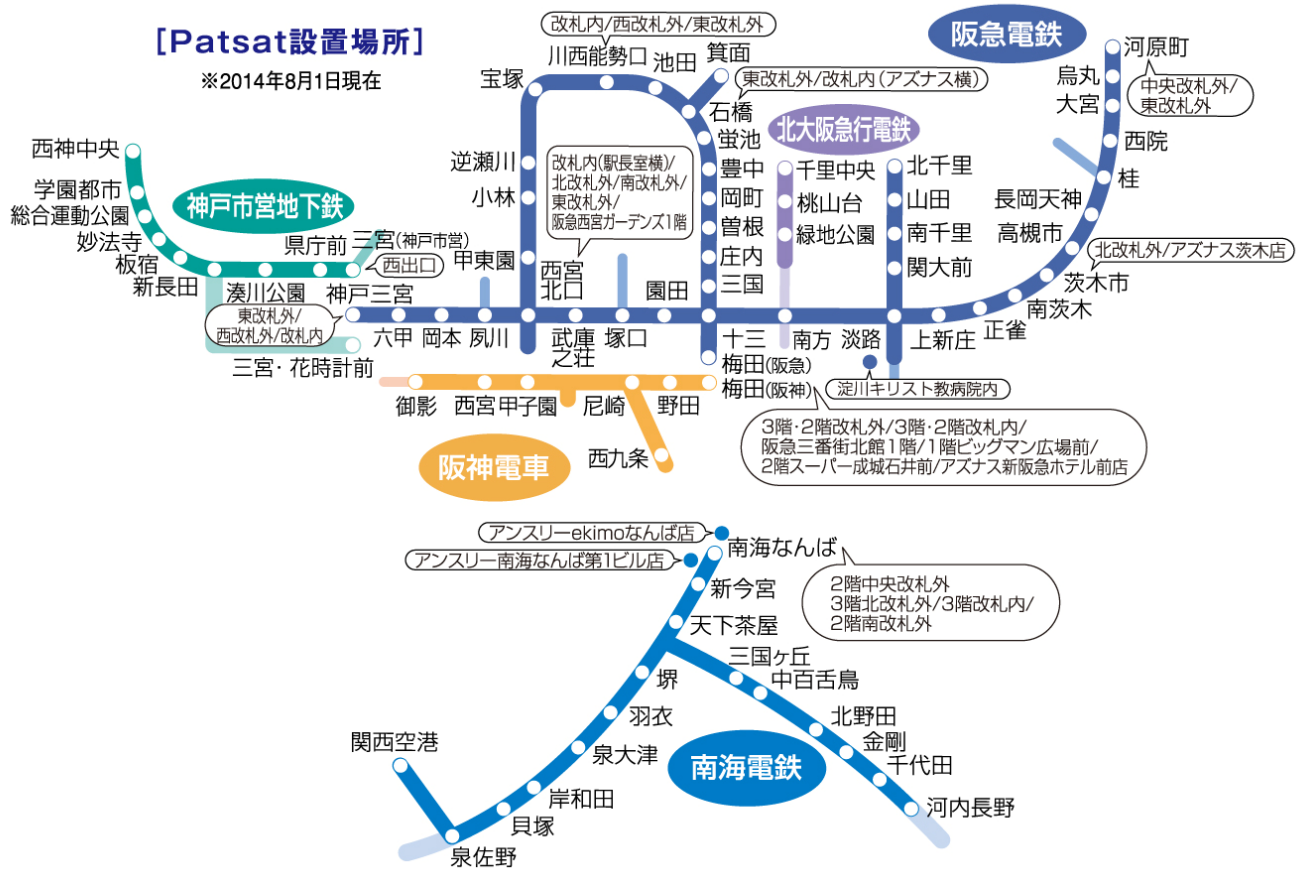 [Patsat設置場所]
※2014年8月1日現在
阪急電鉄
改札内/西改札外/東改札外
川西能勢口
池田
箕面
宝塚
東改札外/改札内(アズナス横)
石橋
蛍池
豊中
岡町
曽根
庄内
三国
逆瀬川
小林
甲東園
改札内(駅長室横)/
北改札外/南改札外/
東改札外/
阪急西宮ガーデンズ1階
西宮
北口
北大阪急行電鉄
千里中央
桃山台
緑地公園
北千里
山田
南千里
関大前
河原町
中央改札外/
東改札外
烏丸
大宮
西院
桂
長岡天神
高槻市
北改札外/アズナス茨木店
茨木市
南茨木
正雀
上新庄
淡路
淀川キリスト教病院内
南方
十三
園田
塚口
武庫
之荘
夙川
岡本
六甲
神戸三宮
東改札外/
西改札外/改札内
西神中央
学園都市
総合運動公園
妙法寺
板宿
新長田
湊川公園
県庁前
三宮(神戸市営)
西出口
神戸市営地下鉄
三宮・花時計前
梅田(阪急)
梅田(阪神)
3階・2階改札外/3階・2階改札内/
阪急三番街北館1階/1階ビッグマン広場前/
2階スーパー成城石井前/アズナス新阪急ホテル前店
御影
西宮
甲子園
尼崎
野田
西九条
阪神電車
アンスリーekimoなんば店
アンスリー南海なんば第1ビル店
南海なんば
2階中央改札外
3階北改札外/3階改札内/
2階南改札外
新今宮
天下茶屋
三国ヶ丘
中百舌鳥
北野田
金剛
千代田
河内長野
堺
羽衣
泉大津
岸和田
貝塚
泉佐野
関西空港
南海電鉄